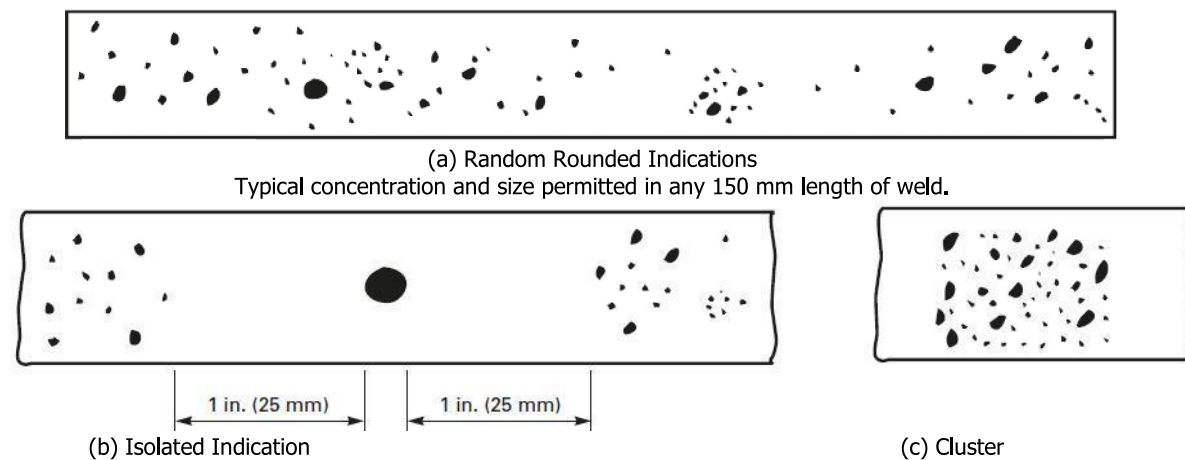 (a) Random Rounded Indications
Typical concentration and size permitted in any 150 mm length of weld.
1 in. (25 mm) 1 in. (25 mm)
(b) Isolated Indication (c) Cluster